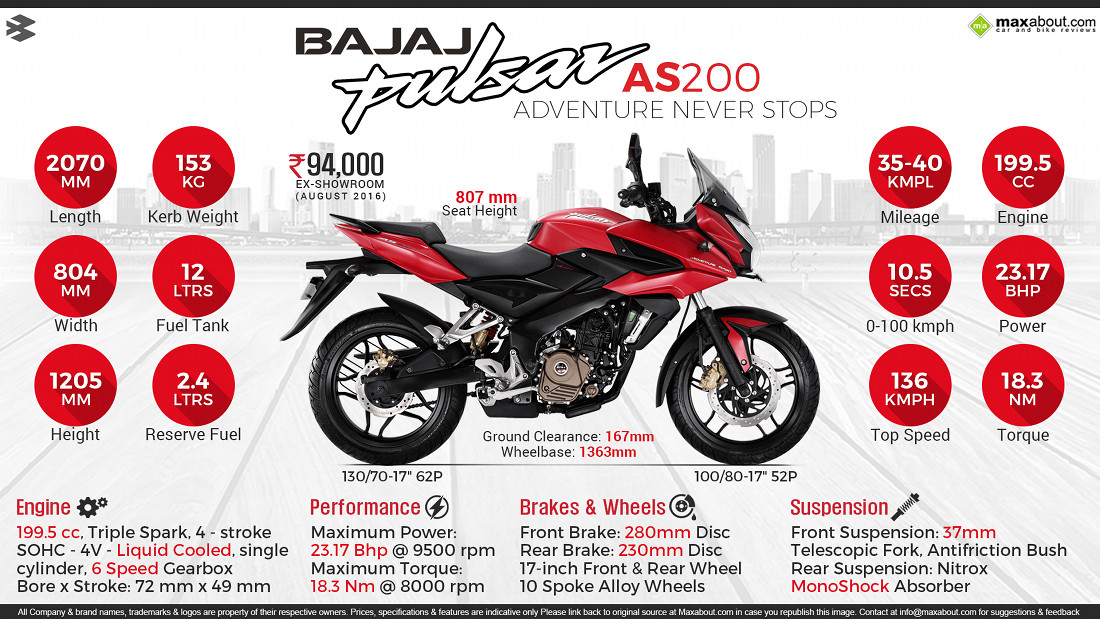 BAJAJ
pulsar AS200
ADVENTURE NEVER STOPS
maxabout.com
car and bike reviews
2070
MM
Length
153
KG
Kerb Weight
804
MM
Width
12
LTRS
Fuel Tank
1205
MM
Height
2.4
LTRS
Reserve Fuel
₹94,000
EX-SHOWROOM
(AUGUST 2016)
807 mm
Seat Height
pulsar
35-40
KMPL
Mileage
199.5
CC
Engine
10.5
SECS
0-100 kmph
23.17
BHP
Power
136
KMPH
Top Speed
18.3
NM
Torque
Ground Clearance: 167mm
Wheelbase: 1363mm
130/70-17" 62P
100/80-17" 52P
Engine
199.5 cc, Triple Spark, 4 - stroke
SOHC - 4V - Liquid Cooled, single
cylinder, 6 Speed Gearbox
Bore x Stroke: 72 mm x 49 mm
Performance
Maximum Power:
23.17 Bhp @ 9500 rpm
Maximum Torque:
18.3 Nm @ 8000 rpm
Brakes & Wheels
Front Brake: 280mm Disc
Rear Brake: 230mm Disc
17-inch Front & Rear Wheel
10 Spoke Alloy Wheels
Suspension
Front Suspension: 37mm
Telescopic Fork, Antifriction Bush
Rear Suspension: Nitrox
MonoShock Absorber
All Company & brand names, trademarks & logos are property of their respective owners. Prices, specifications & features are indicative only Please link back to original source at Maxabout.com in case you republish this image. Contact at info@maxabout.com for suggestions & feedback